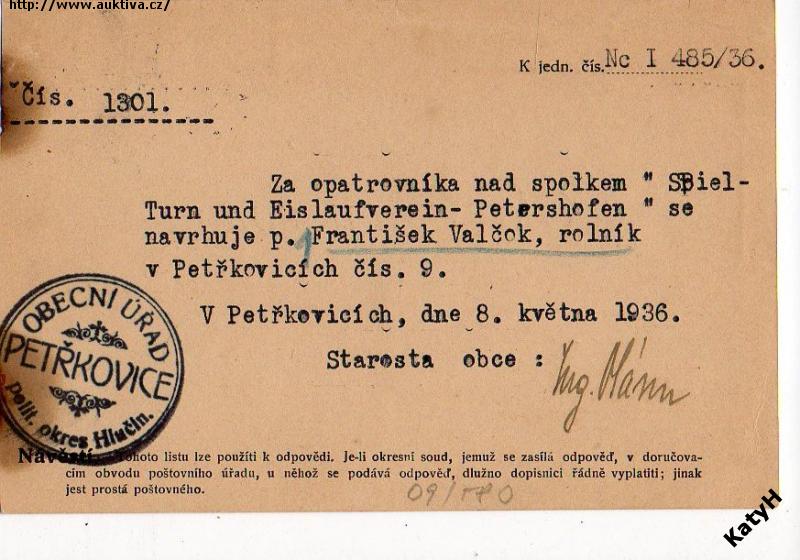 http://www.auktiva.cz/
K jedn. čís. Nc I 485/36.
Čís. 1301.
Za opatrovníka nad spolkem " Spiel-
Turn und Eislaufverein- Petershofen " se
navrhuje p. František Valčok, rolník
v Petřkovicích čís. 9.
V Petřkovicích, dne 8. května 1936.
Starosta obce :
Ing.
OBECNÍ ÚŘAD
PETŘKOVICE
polit. okres Hlučín.
Návěstí. Tohoto listu lze použíti k odpovědi. Je-li okresní soud, jemuž se zasílá odpověď, v doručova-
cím obvodu poštovního úřadu, u něhož se podává odpověď, dlužno dopisnici řádně vyplatiti; jinak
jest prostá poštovného.
KatyH